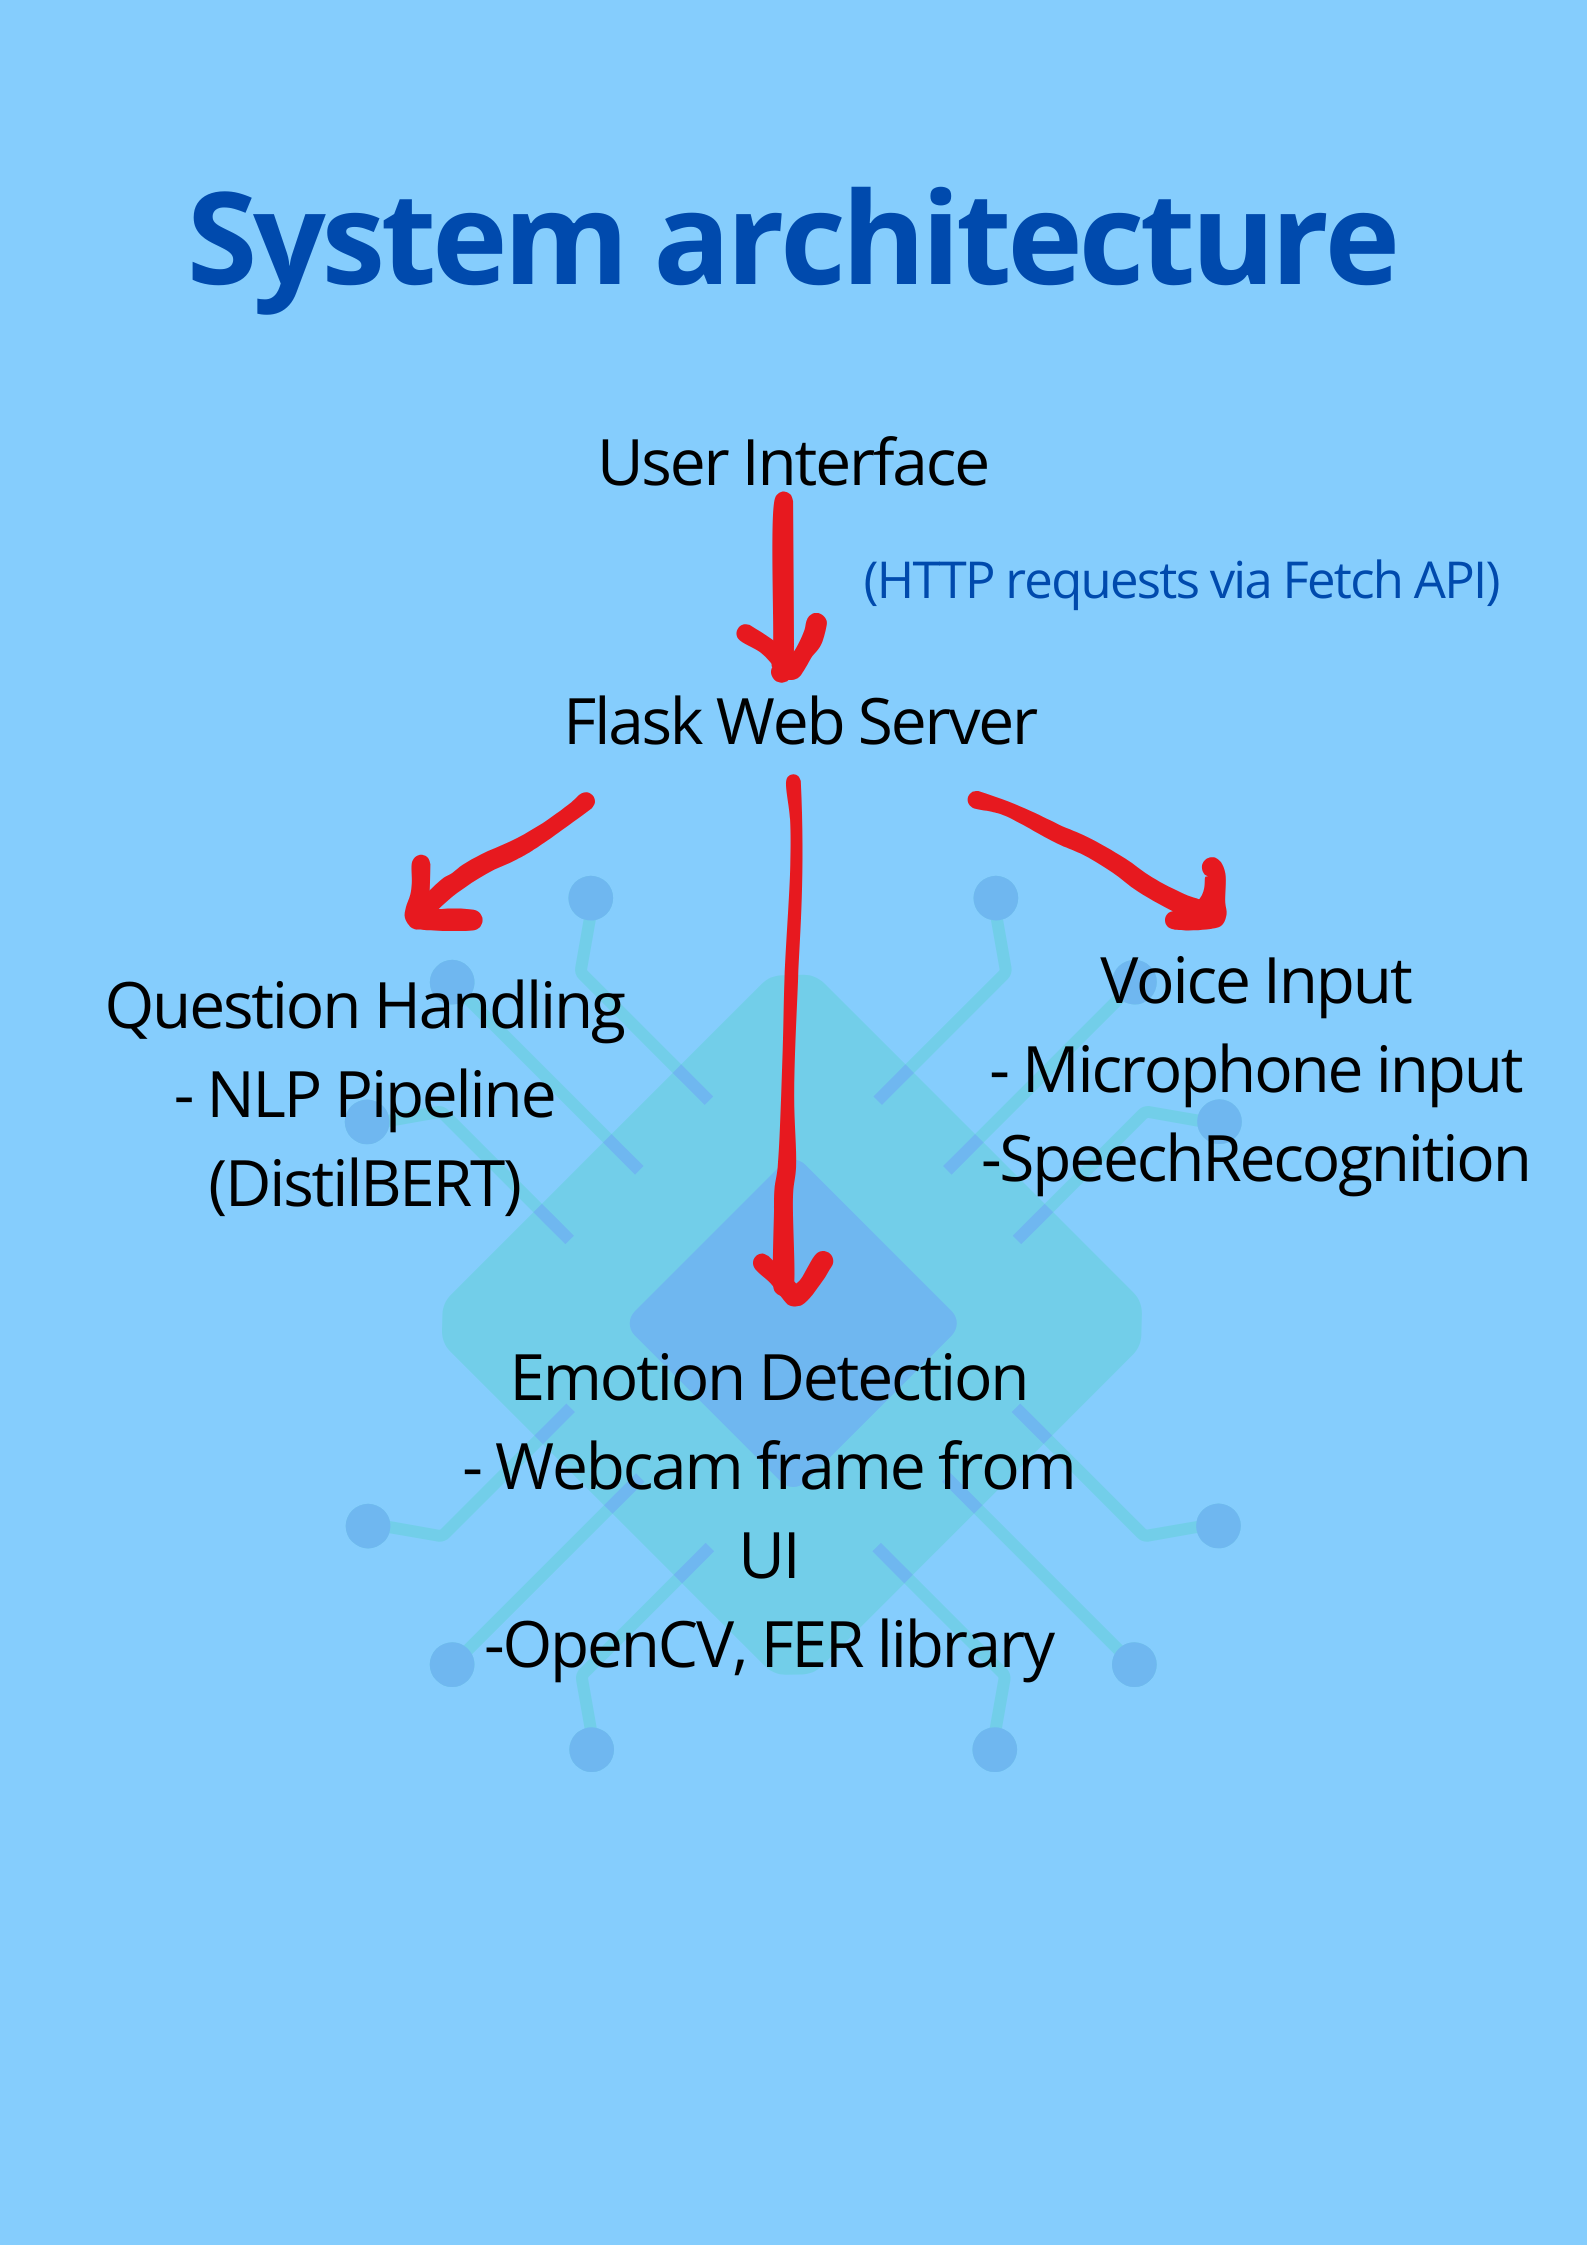 System architecture
User Interface
(HTTP requests via Fetch API)
Flask Web Server
Question Handling
- NLP Pipeline
(DistilBERT)
Voice Input
- Microphone input
-SpeechRecognition
Emotion Detection
- Webcam frame from
UI
-OpenCV, FER library